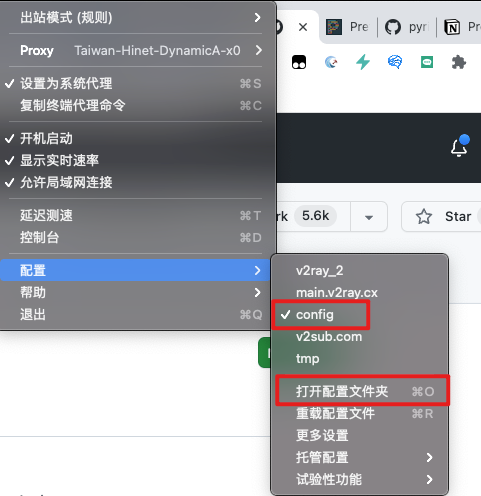 出站模式 (规则)
Pre
pyr
Pro
Proxy Taiwan-Hinet-DynamicA-x0
设置为系统代理 ⌘S
复制终端代理命令 ⌘C
开机启动
显示实时速率
允许局域网连接
延迟测速 ⌘T
rk 5.6k
Star
控制台 ⌘D
配置
帮助
退出 ⌘Q
v2ray_2
main.v2ray.cx
config
v2sub.com
tmp
打开配置文件夹 ⌘O
重载配置文件 ⌘R
更多设置
托管配置
试验性功能